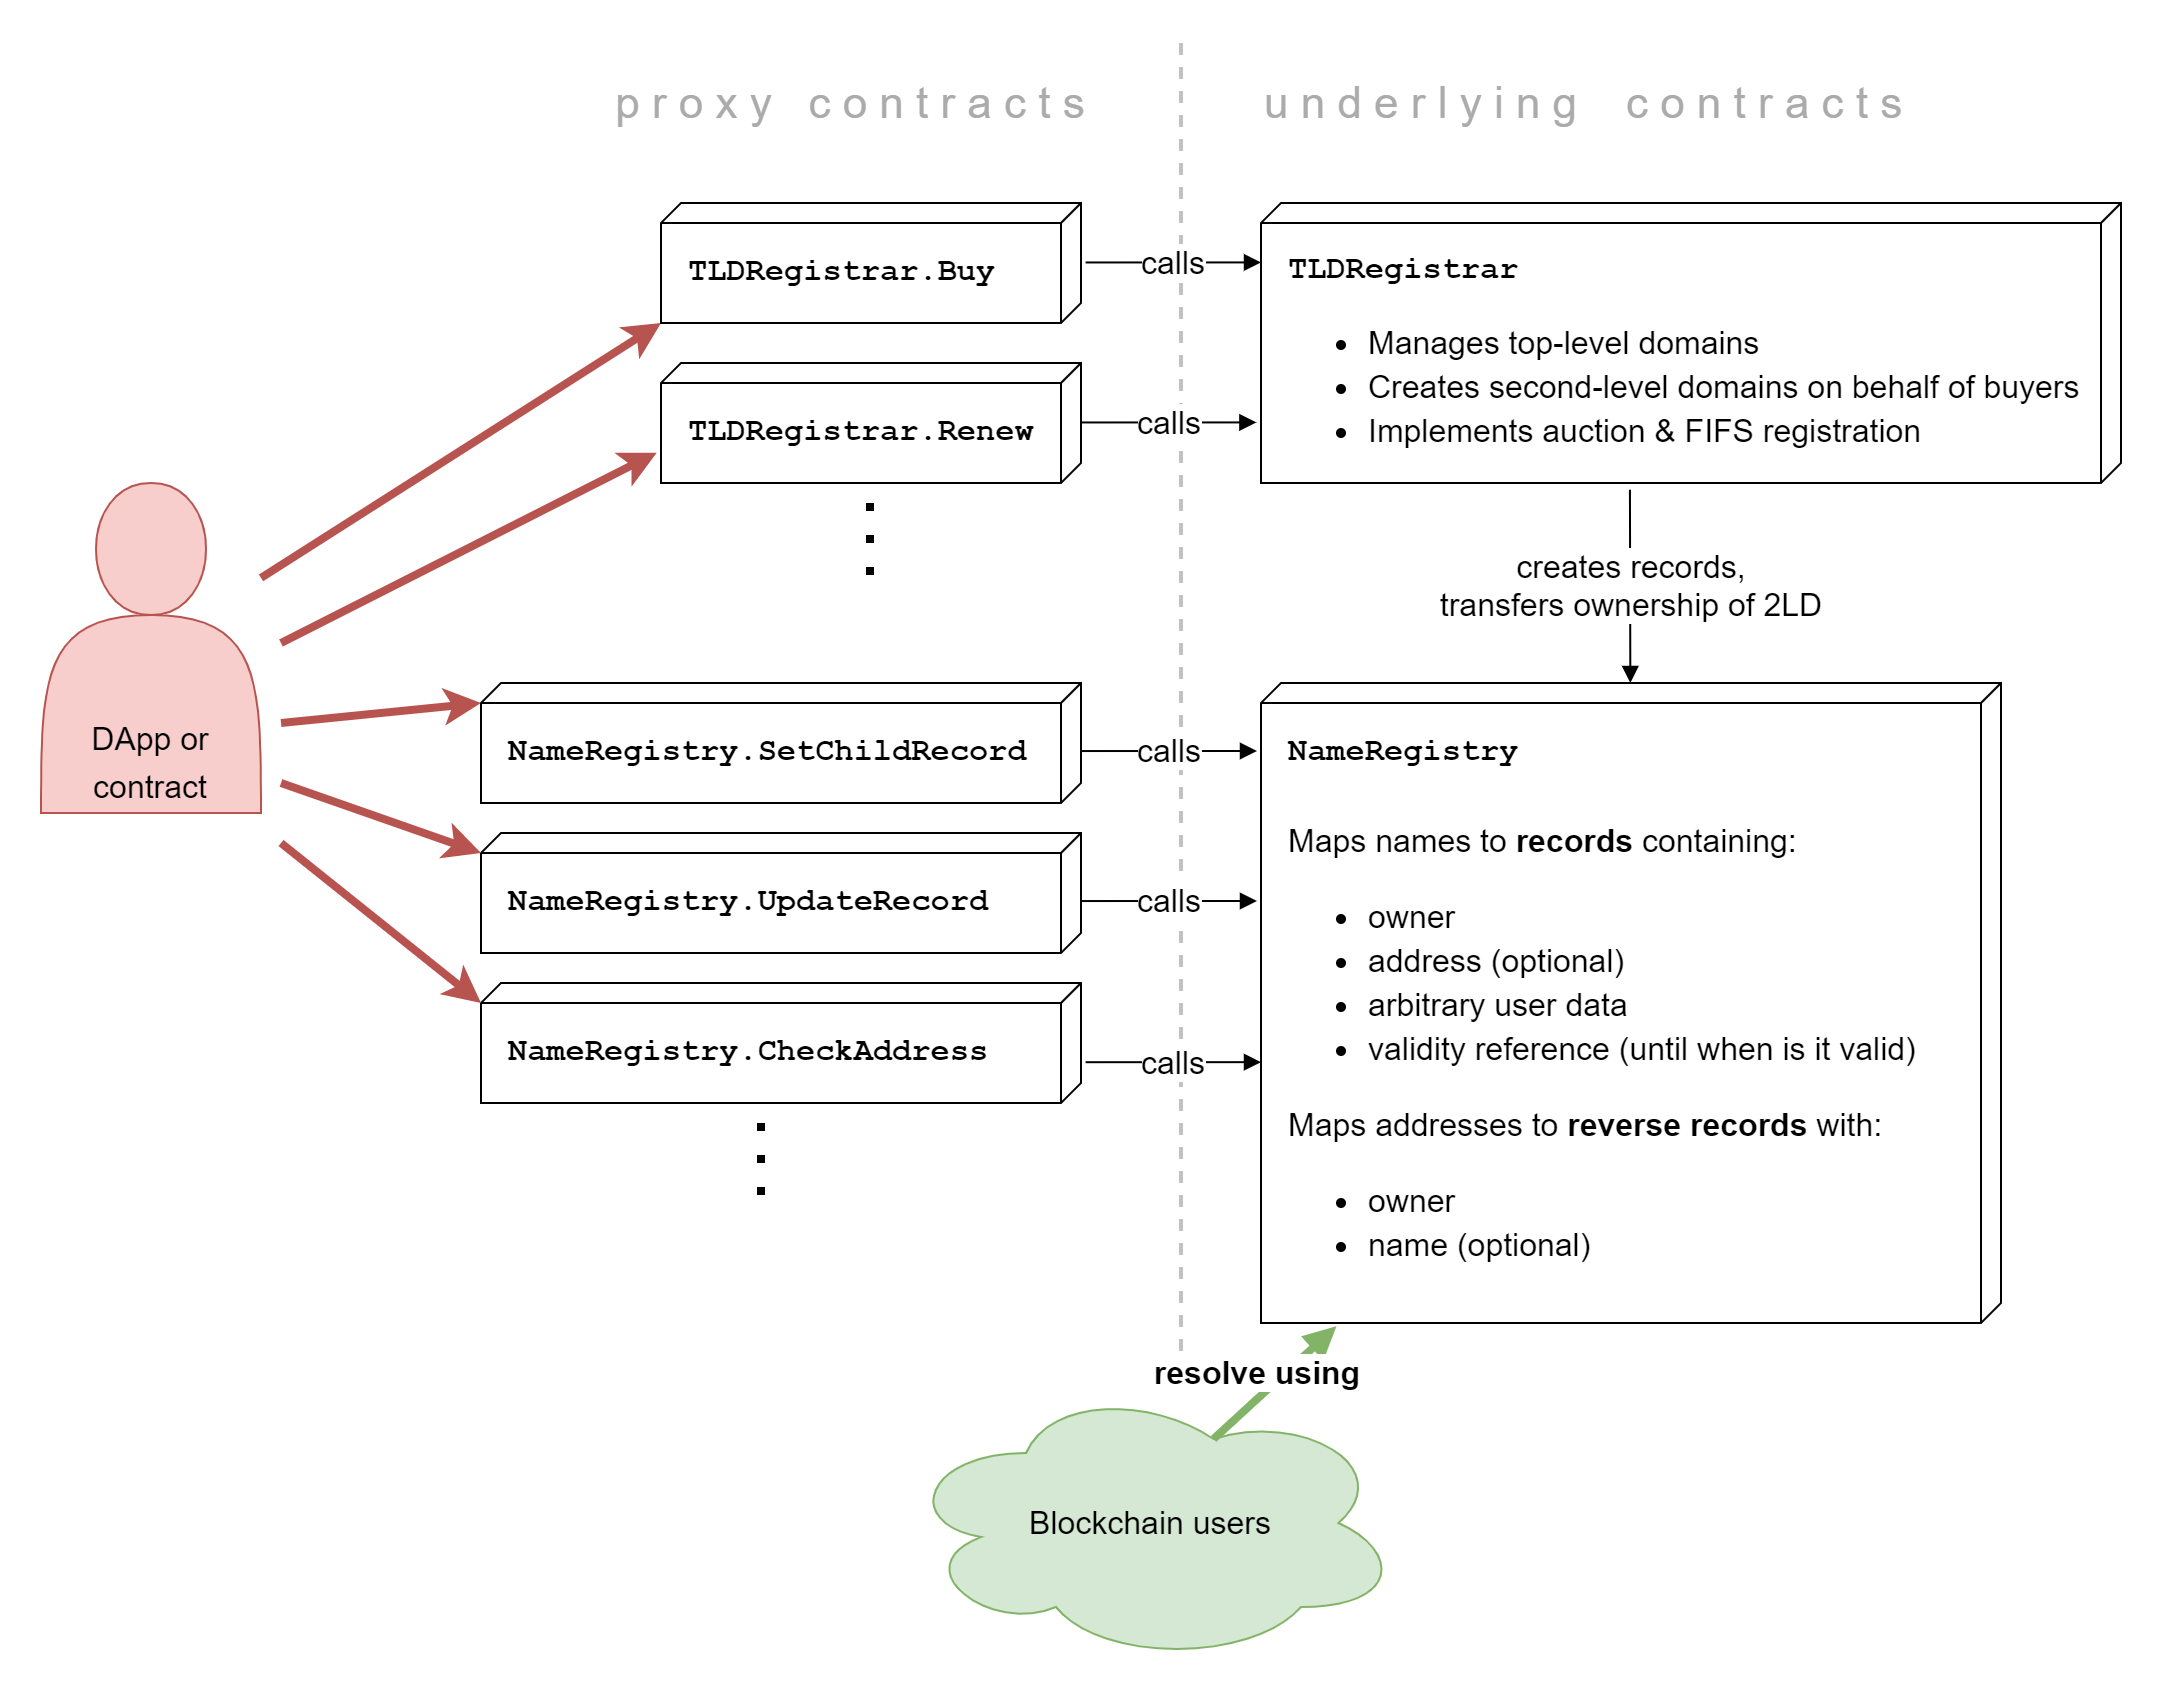 proxy contracts
underlying contracts
TLDRegistrar.Buy
calls
TLDRegistrar
• Manages top-level domains
• Creates second-level domains on behalf of buyers
• Implements auction & FIFS registration
TLDRegistrar.Renew
calls
creates records,
transfers ownership of 2LD
DApp or
contract
NameRegistry.SetChildRecord
calls
NameRegistry.UpdateRecord
calls
NameRegistry.CheckAddress
calls
NameRegistry
Maps names to records containing:
• owner
• address (optional)
• arbitrary user data
• validity reference (until when is it valid)
Maps addresses to reverse records with:
• owner
• name (optional)
resolve using
Blockchain users